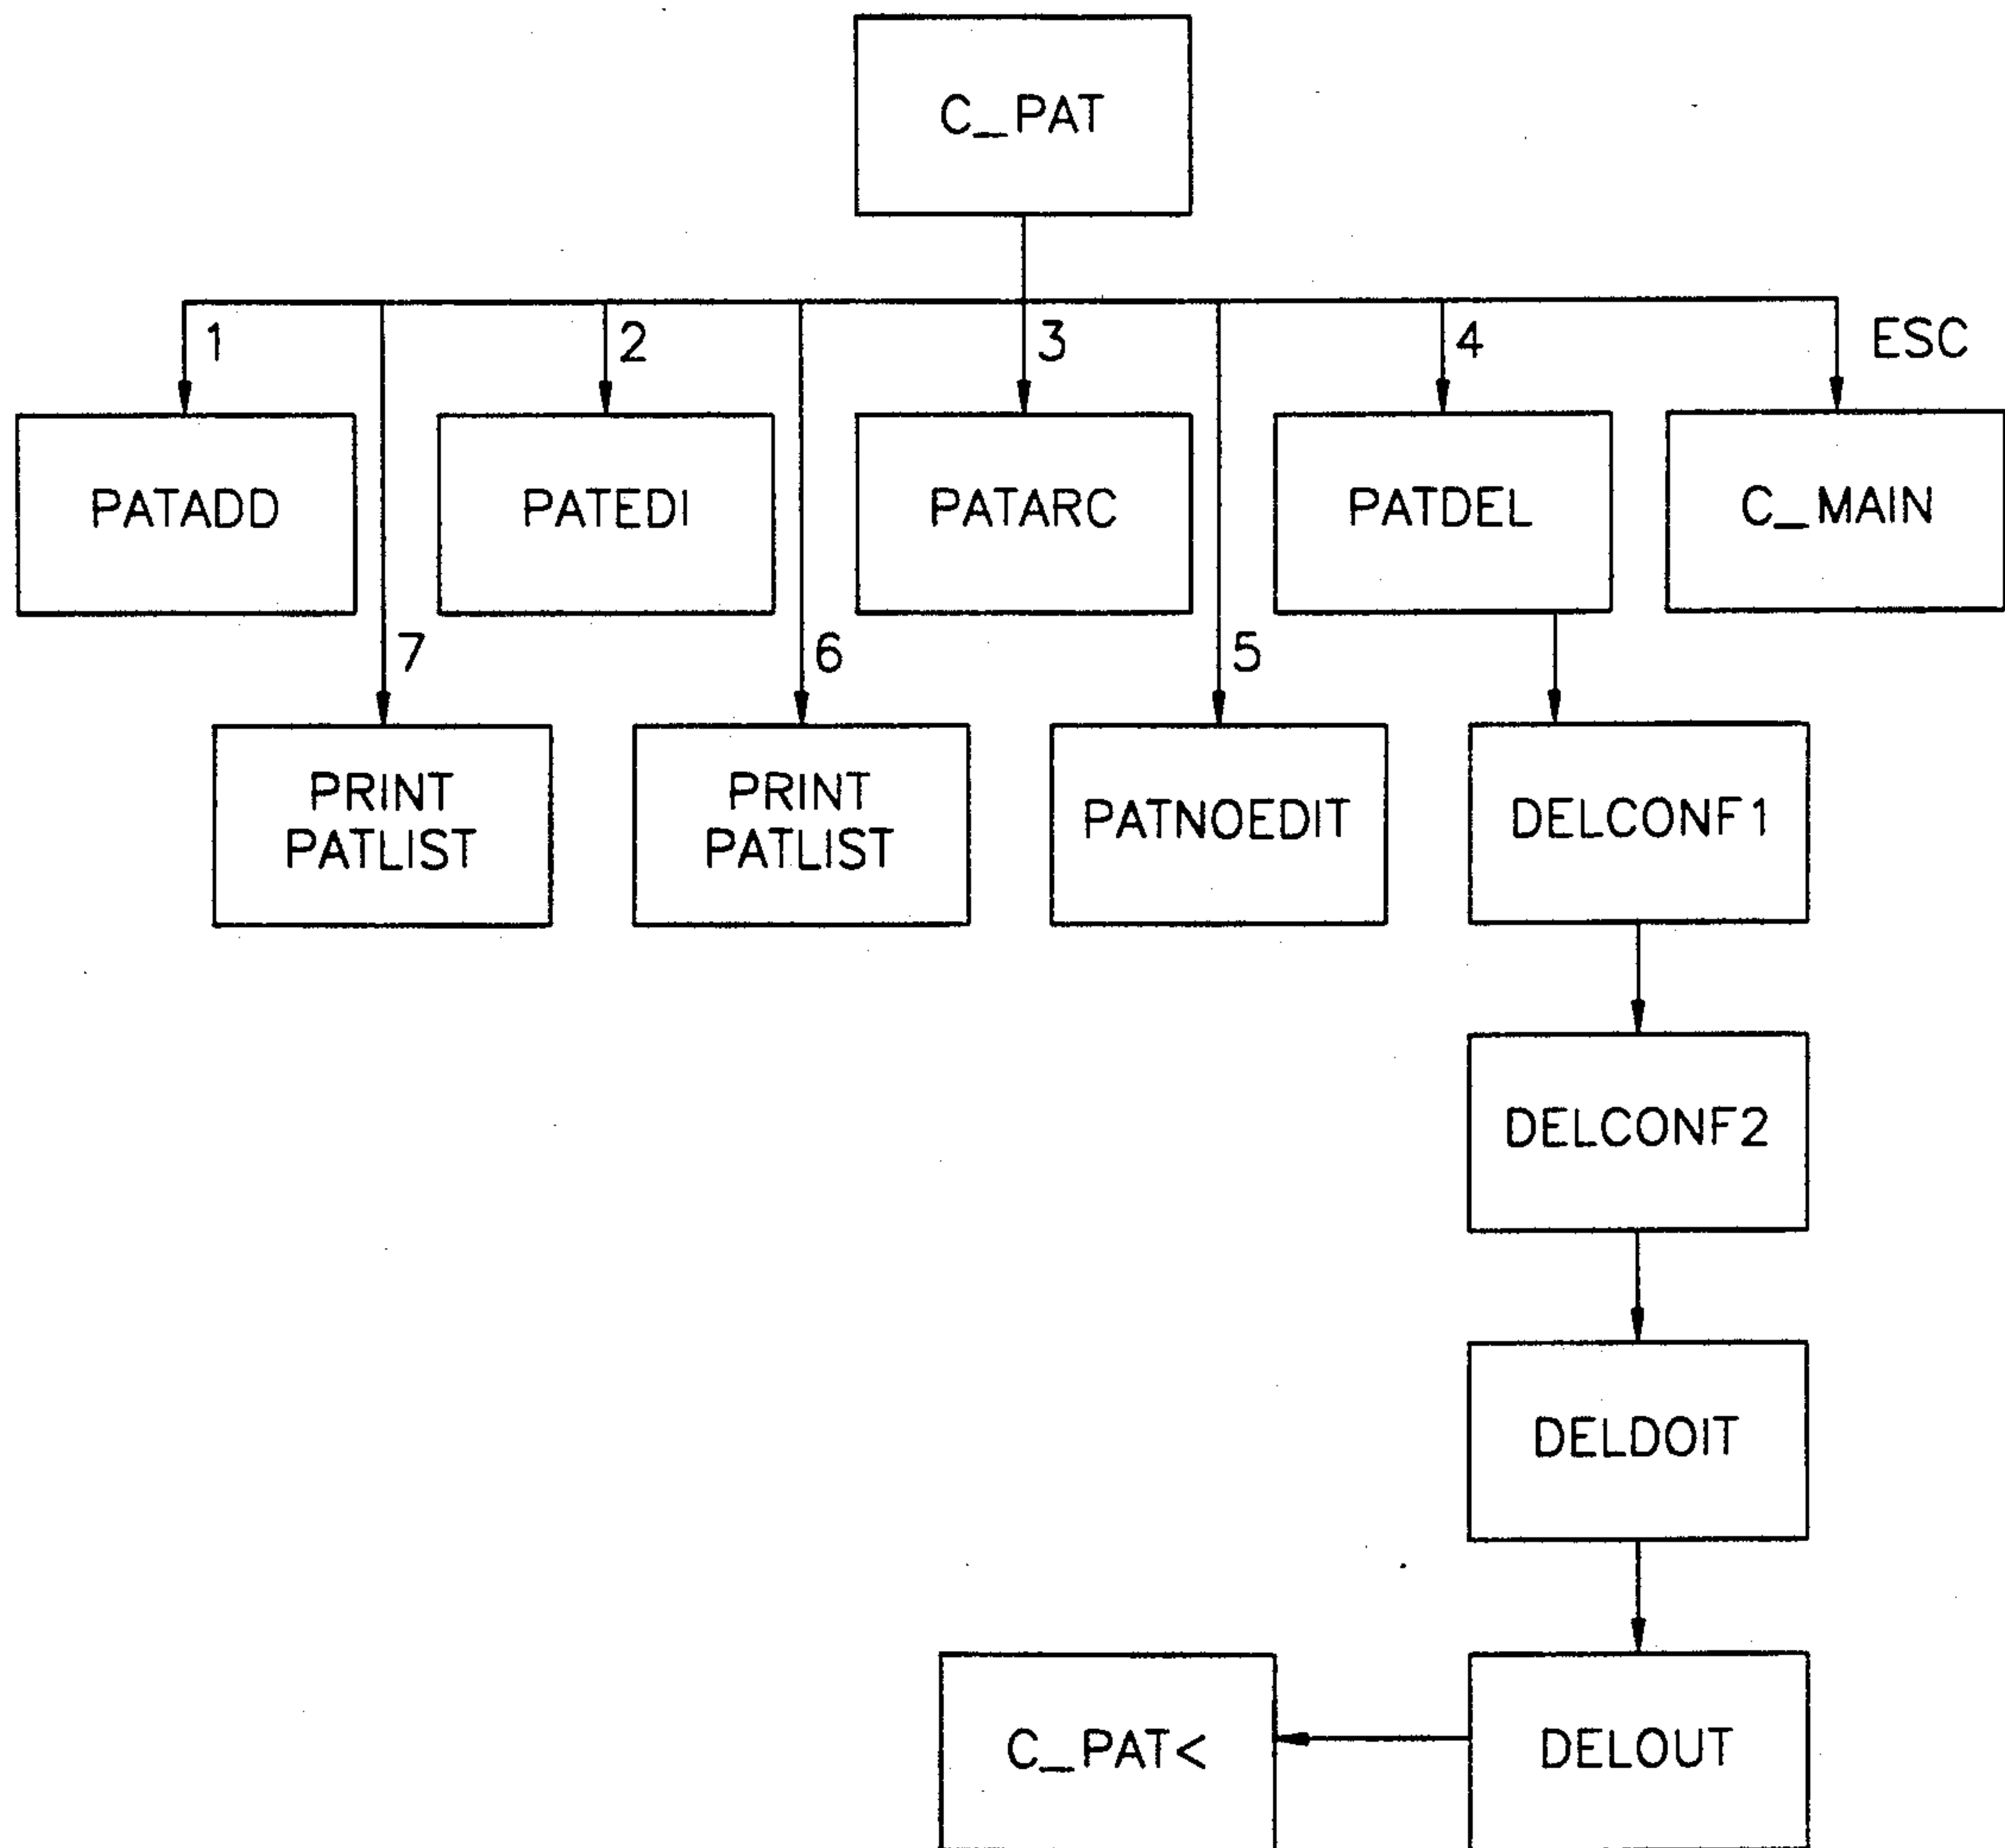 C_PAT
1
2
3
4
ESC
PATADD
PATEDI
PATARC
PATDEL
C_MAIN
7
6
5
PRINT
PATLIST
PRINT
PATLIST
PATNOEDIT
DELCONF1
DELCONF2
DELDOIT
C_PAT<
DELOUT